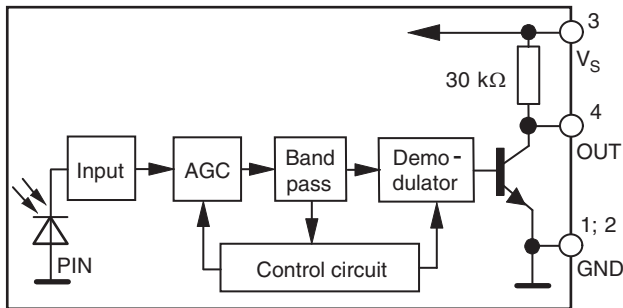 3
V_S
30 kΩ
4
OUT
Input
AGC
Band
pass
Demo-
dulator
1; 2
GND
PIN
Control circuit